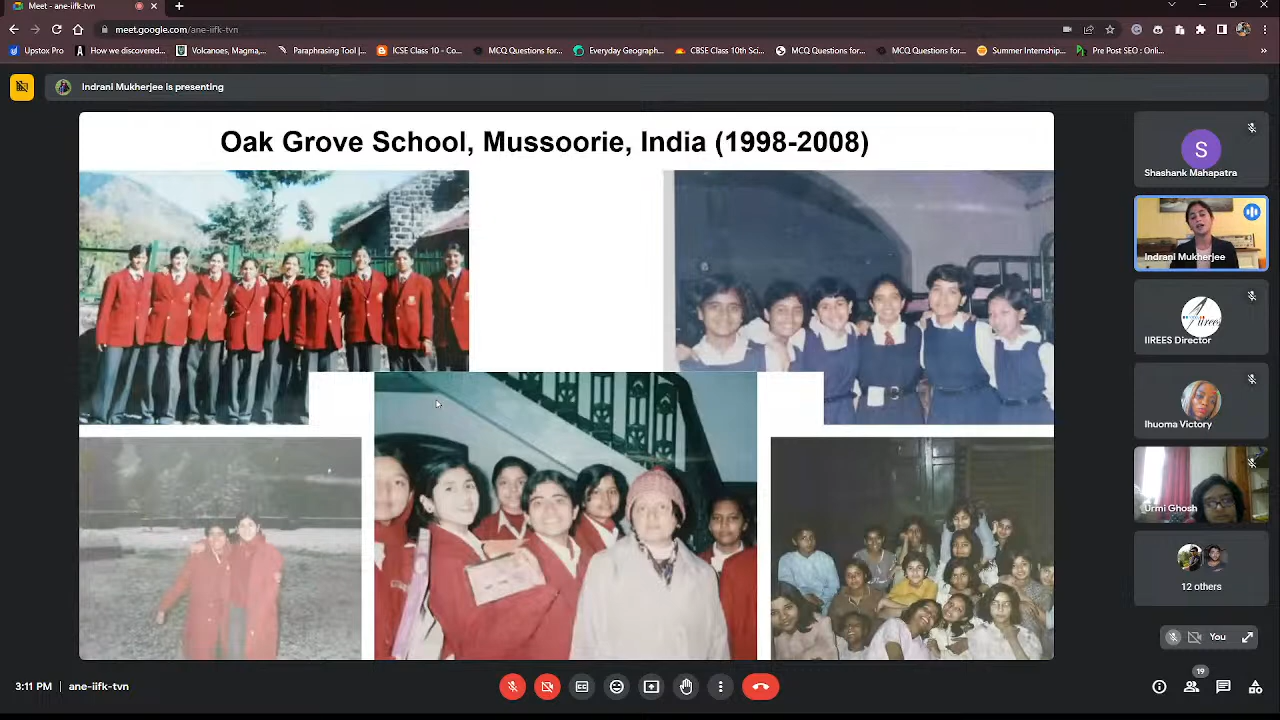 Meet - ane-iifk-tvn
meet.google.com/ane-iifk-tvn
Upstox Pro
How we discovered...
Volcanoes, Magma,...
Paraphrasing Tool |...
ICSE Class 10 - Co...
MCQ Questions for...
Everyday Geograph...
CBSE Class 10th Sci...
MCQ Questions for...
MCQ Questions for...
Summer Internship...
Pre Post SEO : Onli...
Indrani Mukherjee is presenting
Oak Grove School, Mussoorie, India (1998-2008)
S
Shashank Mahapatra
Indrani Mukherjee
IIREES Director
Ihuoma Victory
Urmi Ghosh
12 others
You
3:11 PM | ane-iifk-tvn
19